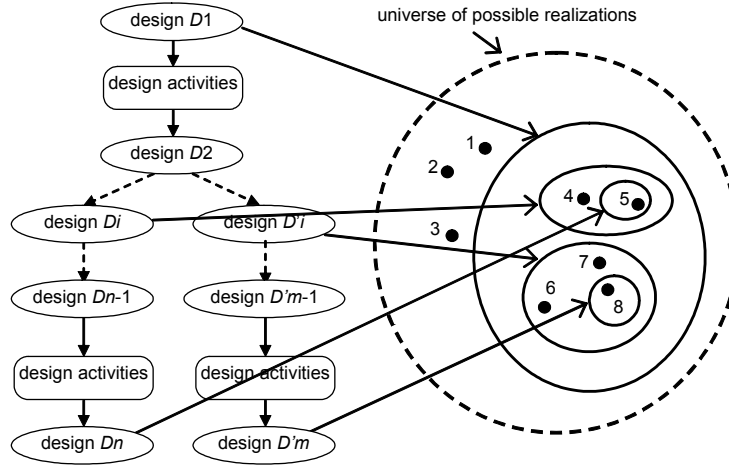 design D1
universe of possible realizations
design activities
design D2
1
2
3
4
5
design Di
design D'i
7
6
8
design Dn-1
design D'm-1
design activities
design activities
design Dn
design D'm